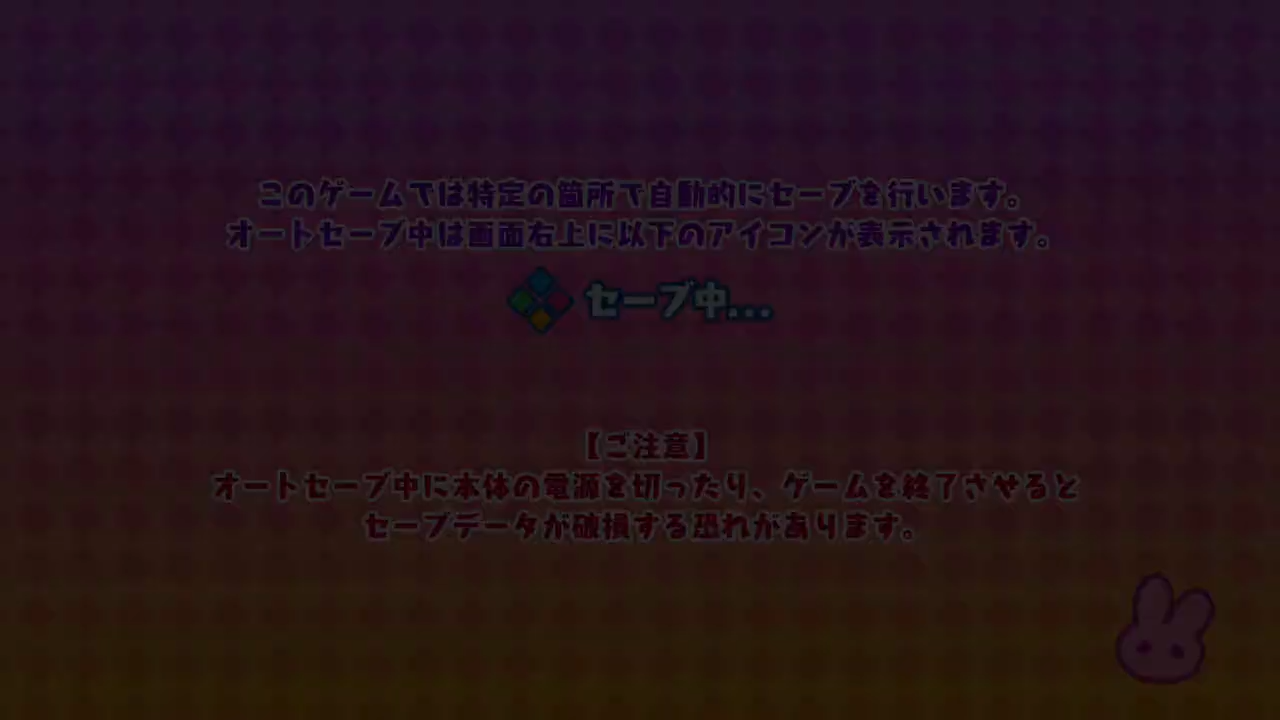 このゲームでは特定の箇所で自動的にセーブを行います。
オートセーブ中は画面右上に以下のアイコンが表示されます。
セーブ中...
【ご注意】
オートセーブ中に本体の電源を切ったり、ゲームを終了させると
セーブデータが破損する恐れがあります。